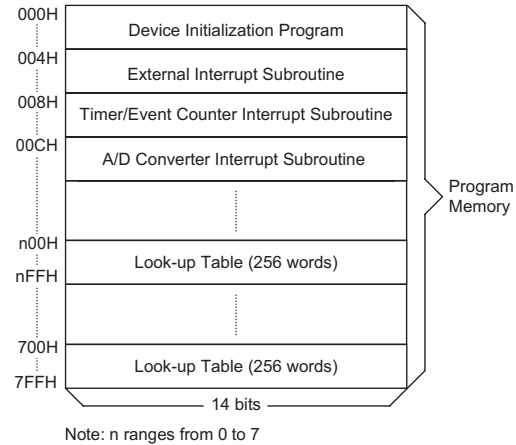 000H
Device Initialization Program
004H
External Interrupt Subroutine
008H
Timer/Event Counter Interrupt Subroutine
00CH
A/D Converter Interrupt Subroutine
Program
Memory
n00H
Look-up Table (256 words)
nFFH
700H
Look-up Table (256 words)
7FFH
14 bits
Note: n ranges from 0 to 7